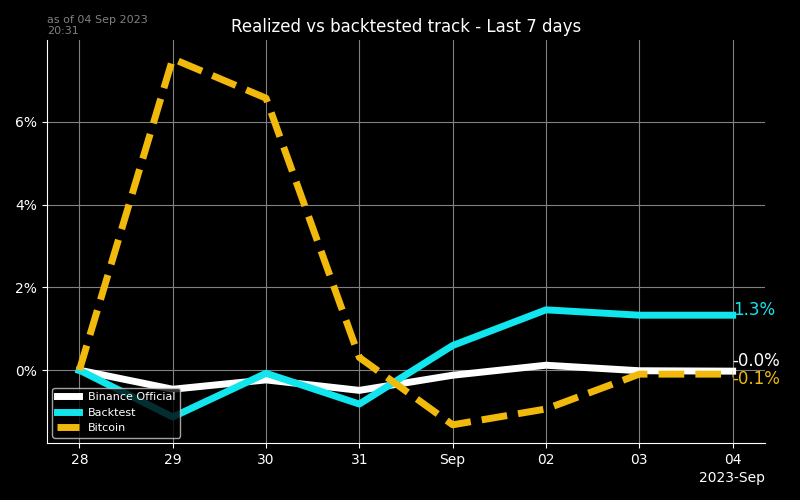 as of 04 Sep 2023
20:31
Realized vs backtested track - Last 7 days
6%
4%
2%
0%
1.3%
-0.0%
-0.1%
Binance Official
Backtest
Bitcoin
28 29 30 31 Sep 02 03 04
2023-Sep